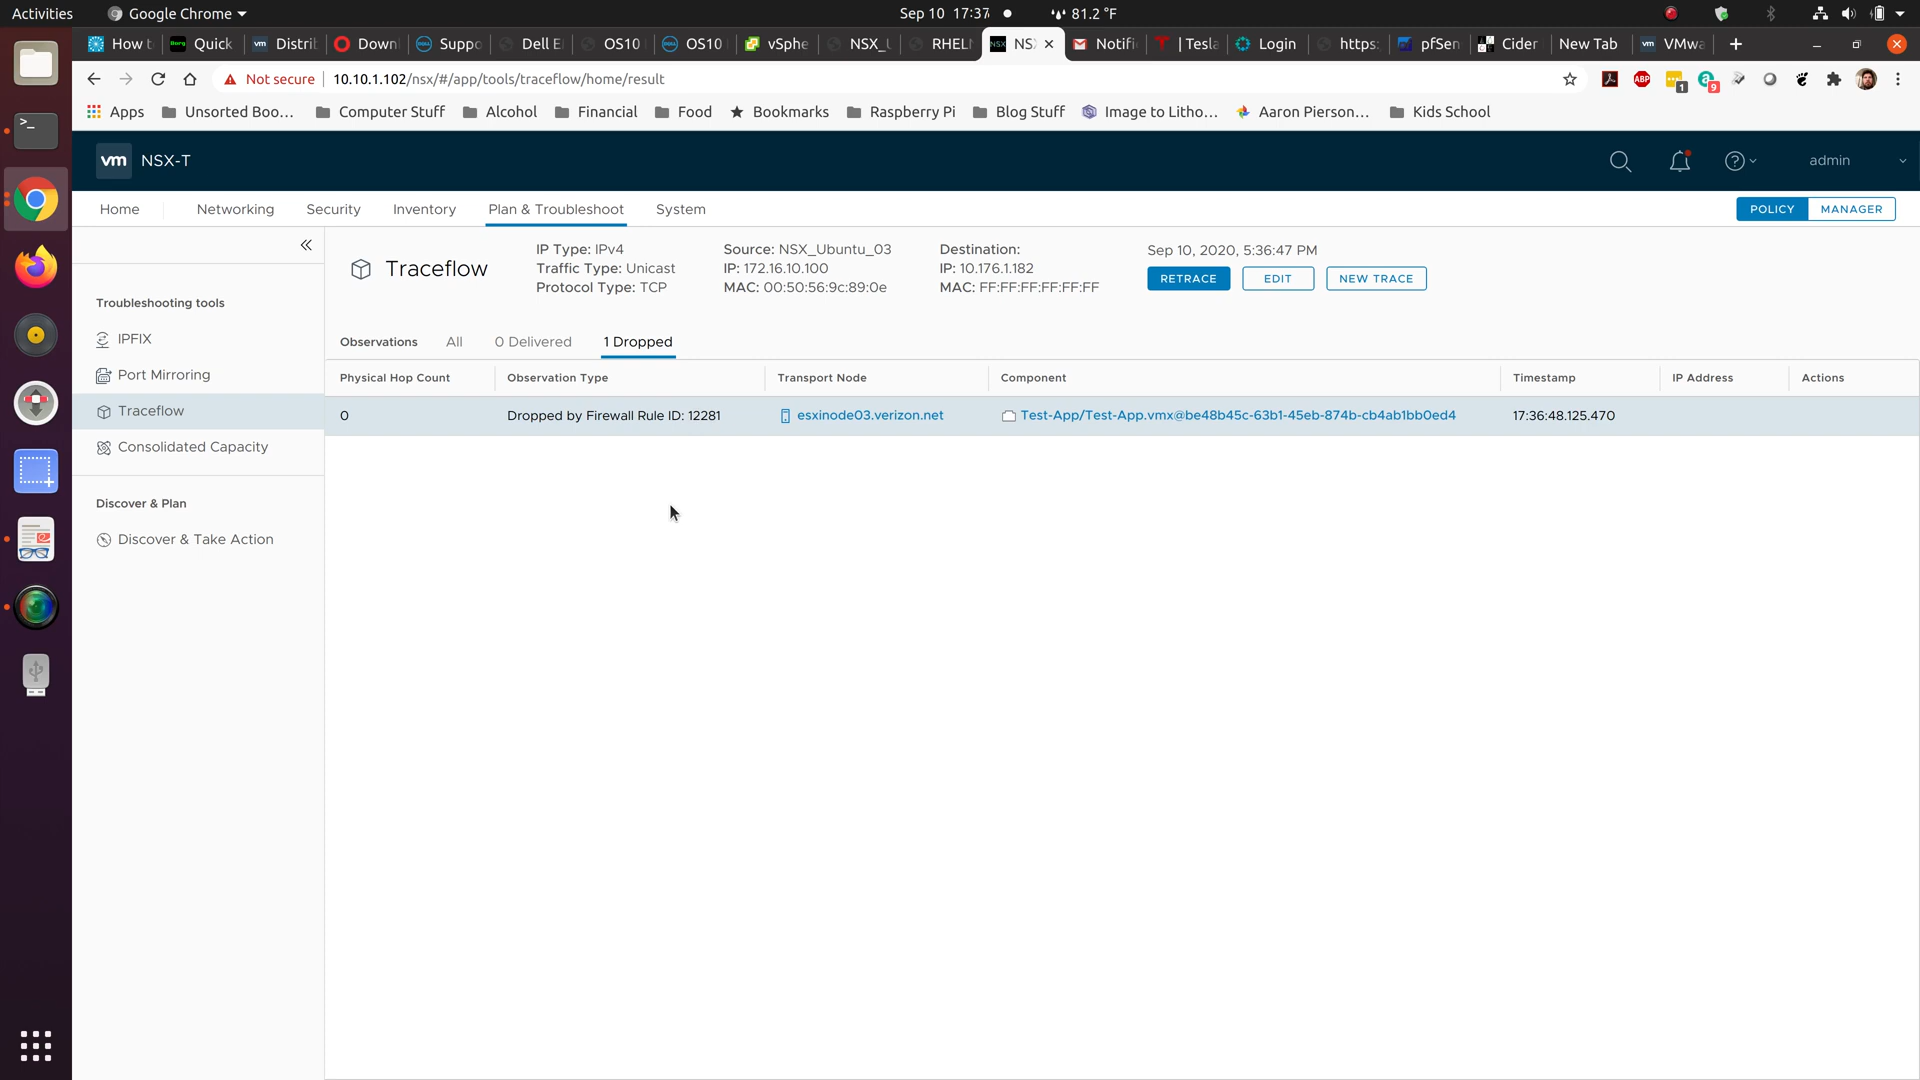 Activities
Google Chrome
Sep 10 17:37
81.2 °F
How t
Quick
vm
Distri
Down
Suppo
Dell E
OS10
OS10
vSphe
NSX_U
RHEL
NSX
NS
Notifi
| Tesla
Login
https:
pfSen
Cider
New Tab
vm
VMwa
Not secure
10.10.1.102/nsx/#/app/tools/traceflow/home/result
ABP
1
9
Apps
Unsorted Boo...
Computer Stuff
Alcohol
Financial
Food
Bookmarks
Raspberry Pi
Blog Stuff
Image to Litho...
Aaron Pierson...
Kids School
vm
NSX-T
admin
Home
Networking
Security
Inventory
Plan & Troubleshoot
System
POLICY
MANAGER
Troubleshooting tools
IPFIX
Port Mirroring
Traceflow
Consolidated Capacity
Discover & Plan
Discover & Take Action
Traceflow
IP Type: IPv4
Traffic Type: Unicast
Protocol Type: TCP
Source: NSX_Ubuntu_03
IP: 172.16.10.100
MAC: 00:50:56:9c:89:0e
Destination:
IP: 10.176.1.182
MAC: FF:FF:FF:FF:FF:FF
Sep 10, 2020, 5:36:47 PM
RETRACE
EDIT
NEW TRACE
Observations
All
0 Delivered
1 Dropped
Physical Hop Count
Observation Type
Transport Node
Component
Timestamp
IP Address
Actions
0
Dropped by Firewall Rule ID: 12281
esxinode03.verizon.net
Test-App/Test-App.vmx@be48b45c-63b1-45eb-874b-cb4ab1bb0ed4
17:36:48.125.470